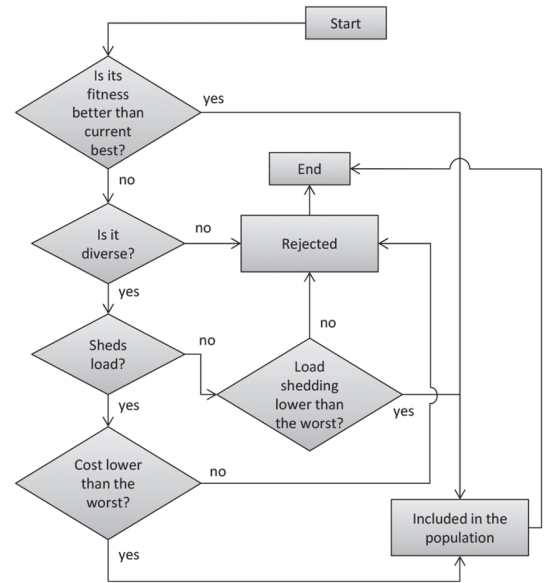 Start
Is its
fitness
better than
current
best?
yes
no
End
Is it
diverse?
no
Rejected
yes
Sheds
load?
no
no
Load
shedding
lower than
the worst?
yes
yes
Cost lower
than the
worst?
no
Included in the
population
yes